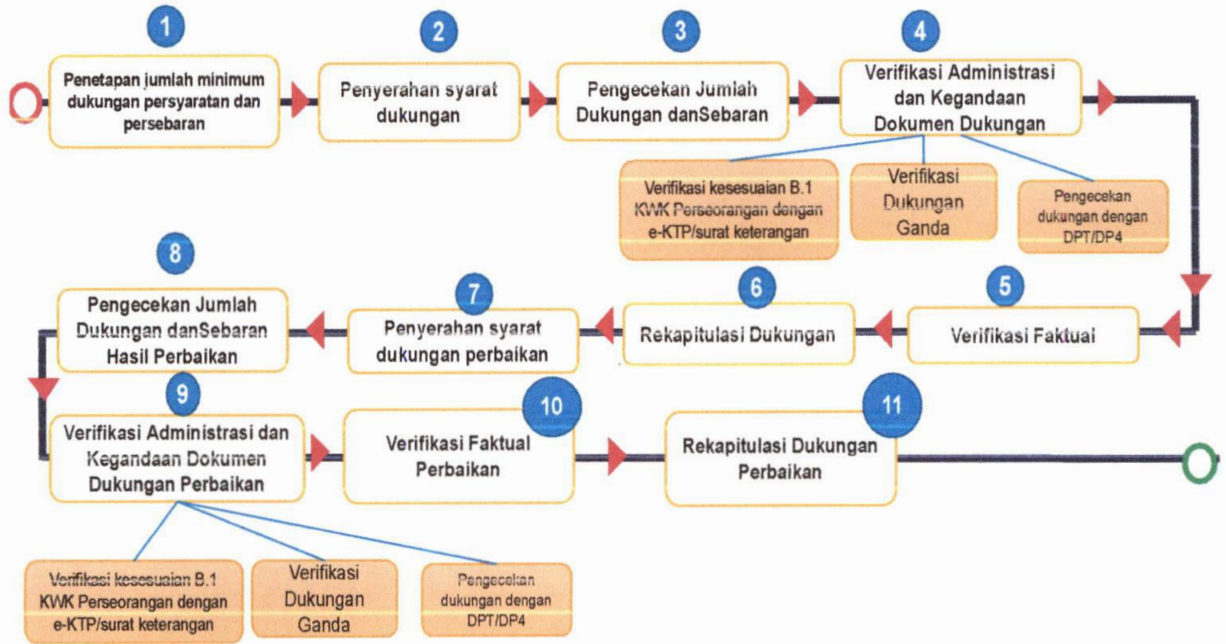 1
Penetapan jumlah minimum
dukungan persyaratan dan
persebaran
2
Penyerahan syarat
dukungan
3
Pengecekan Jumlah
Dukungan danSebaran
4
Verifikasi Administrasi
dan Kegandaan
Dokumen Dukungan
Verifikasi kesesuaian B.1
KWK Perseorangan dengan
e-KTP/surat keterangan
Verifikasi
Dukungan
Ganda
Pengecekan
dukungan dengan
DPT/DP4
5
Verifikasi Faktual
6
Rekapitulasi Dukungan
7
Penyerahan syarat
dukungan perbaikan
8
Pengecekan Jumlah
Dukungan danSebaran
Hasil Perbaikan
9
Verifikasi Administrasi dan
Kegandaan Dokumen
Dukungan Perbaikan
10
Verifikasi Faktual
Perbaikan
11
Rekapitulasi Dukungan
Perbaikan
Verifikasi kesesuaian B.1
KWK Perseorangan dengan
e-KTP/surat keterangan
Verifikasi
Dukungan
Ganda
Pengecekan
dukungan dengan
DPT/DP4